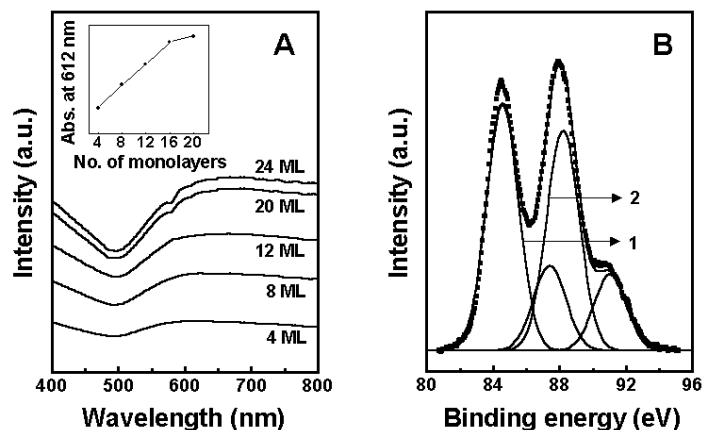 A
Intensity (a.u.)
Abs. at 612 nm
4 8 12 16 20
No. of monolayers
24 ML
20 ML
12 ML
8 ML
4 ML
400 500 600 700 800
Wavelength (nm)
B
Intensity (a.u.)
2
1
80 84 88 92 96
Binding energy (eV)